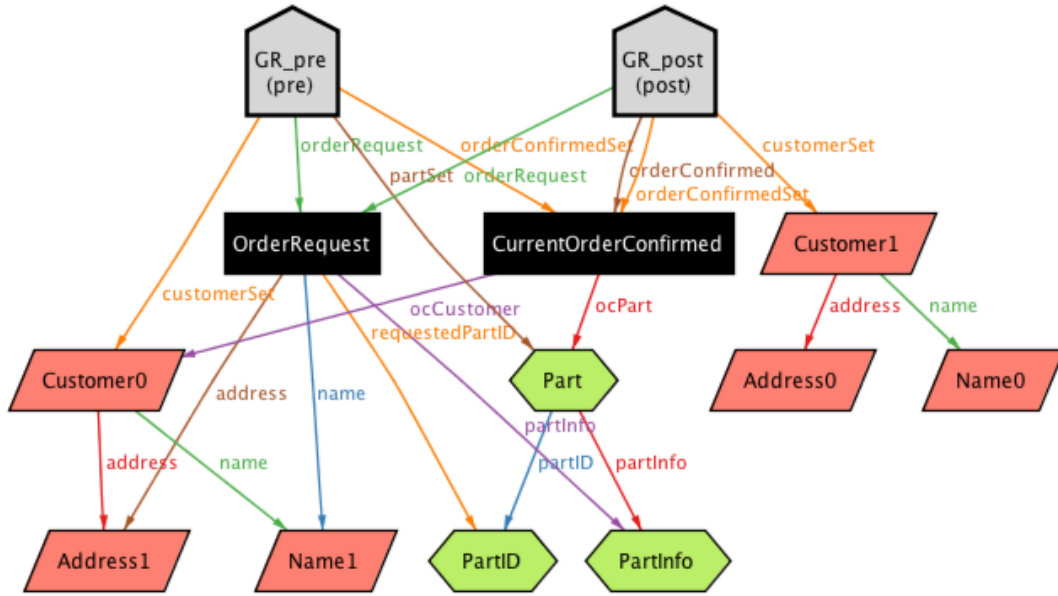 GR_pre
(pre)
GR_post
(post)
orderRequest
orderConfirmedSet
customerSet
partSet
orderRequest
orderConfirmed
orderConfirmedSet
OrderRequest
CurrentOrderConfirmed
Customer1
customerSet
ocCustomer
ocPart
address
name
requestedPartID
Customer0
Part
Address0
Name0
address
name
partInfo
address
name
partID
partInfo
Address1
Name1
PartID
PartInfo